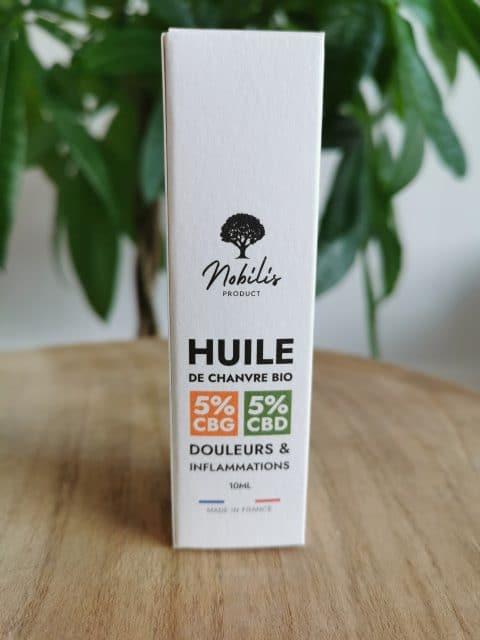 Nobilis
PRODUCT
HUILE
DE CHANVRE BIO
5% 5%
CBG CBD
DOULEURS &
INFLAMMATIONS
10ML
MADE IN FRANCE